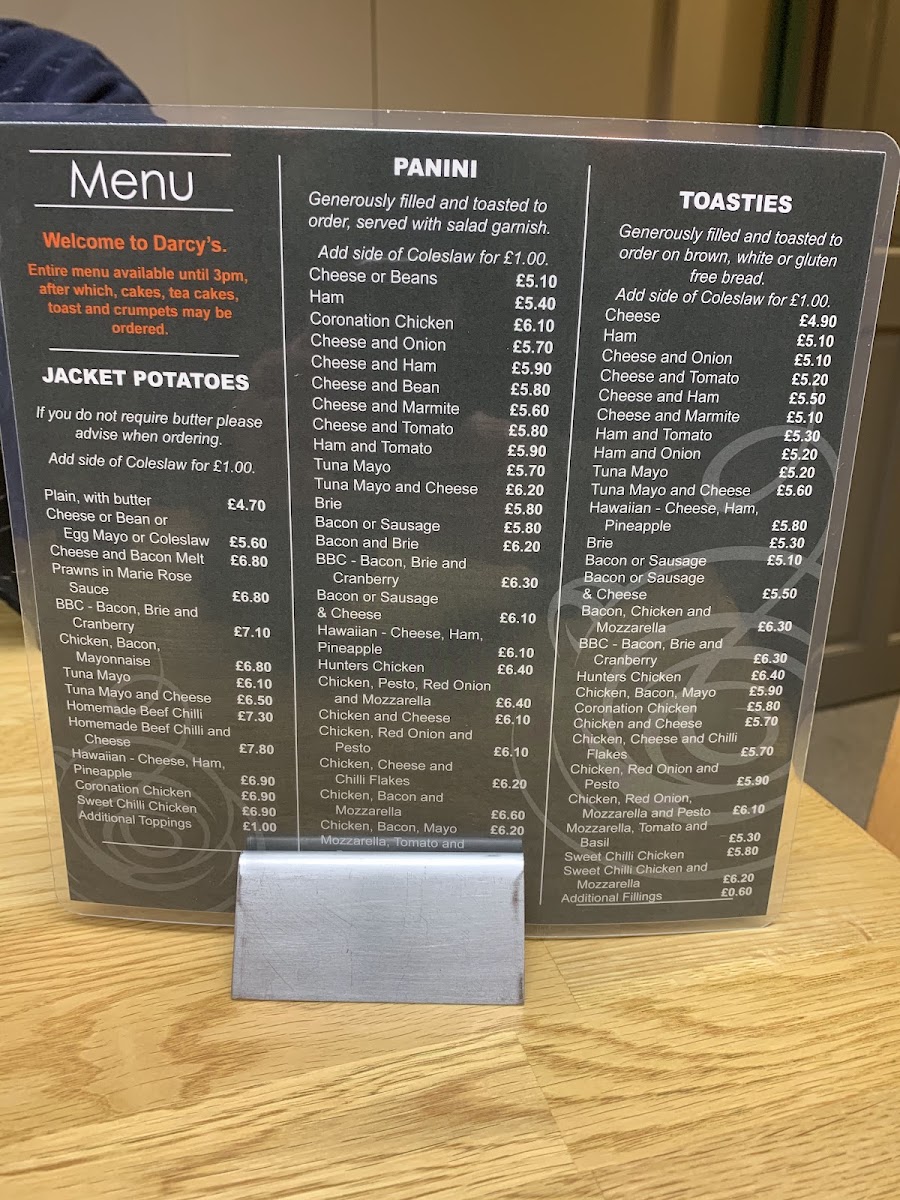 Menu
Welcome to Darcy's.
Entire menu available until 3pm,
after which, cakes, tea cakes,
toast and crumpets may be
ordered.
JACKET POTATOES
If you do not require butter please
advise when ordering.
Add side of Coleslaw for £1.00.
Plain, with butter £4.70
Cheese or Bean or
Egg Mayo or Coleslaw £5.60
Cheese and Bacon Melt £6.80
Prawns in Marie Rose
Sauce £6.80
BBC - Bacon, Brie and
Cranberry £7.10
Chicken, Bacon,
Mayonnaise £6.80
Tuna Mayo £6.10
Tuna Mayo and Cheese £6.50
Homemade Beef Chilli £7.30
Homemade Beef Chilli and
Cheese £7.80
Hawaiian - Cheese, Ham,
Pineapple £6.90
Coronation Chicken £6.90
Sweet Chilli Chicken £6.90
Additional Toppings £1.00
PANINI
Generously filled and toasted to
order, served with salad garnish.
Add side of Coleslaw for £1.00.
Cheese or Beans £5.10
Ham £5.40
Coronation Chicken £6.10
Cheese and Onion £5.70
Cheese and Ham £5.90
Cheese and Bean £5.80
Cheese and Marmite £5.60
Cheese and Tomato £5.80
Ham and Tomato £5.90
Tuna Mayo £5.70
Tuna Mayo and Cheese £6.20
Brie £5.80
Bacon or Sausage £5.80
Bacon and Brie £6.20
BBC - Bacon, Brie and
Cranberry £6.30
Bacon or Sausage
& Cheese £6.10
Hawaiian - Cheese, Ham,
Pineapple £6.10
Hunters Chicken £6.40
Chicken, Pesto, Red Onion
and Mozzarella £6.40
Chicken and Cheese £6.10
Chicken, Red Onion and
Pesto £6.10
Chicken, Cheese and
Chilli Flakes £6.20
Chicken, Bacon and
Mozzarella £6.60
Chicken, Bacon, Mayo £6.20
Mozzarella, Tomato and
TOASTIES
Generously filled and toasted to
order on brown, white or gluten
free bread.
Add side of Coleslaw for £1.00.
Cheese £4.90
Ham £5.10
Cheese and Onion £5.10
Cheese and Tomato £5.20
Cheese and Ham £5.50
Cheese and Marmite £5.10
Ham and Tomato £5.30
Ham and Onion £5.20
Tuna Mayo £5.20
Tuna Mayo and Cheese £5.60
Hawaiian - Cheese, Ham,
Pineapple £5.80
Brie £5.30
Bacon or Sausage £5.10
Bacon or Sausage
& Cheese £5.50
Bacon, Chicken and
Mozzarella £6.30
BBC - Bacon, Brie and
Cranberry £6.30
Hunters Chicken £6.40
Chicken, Bacon, Mayo £5.90
Coronation Chicken £5.80
Chicken and Cheese £5.70
Chicken, Cheese and Chilli
Flakes £5.70
Chicken, Red Onion and
Pesto £5.90
Chicken, Red Onion,
Mozzarella and Pesto £6.10
Mozzarella, Tomato and
Basil £5.30
Sweet Chilli Chicken £5.80
Sweet Chilli Chicken and
Mozzarella £6.20
Additional Fillings £0.60